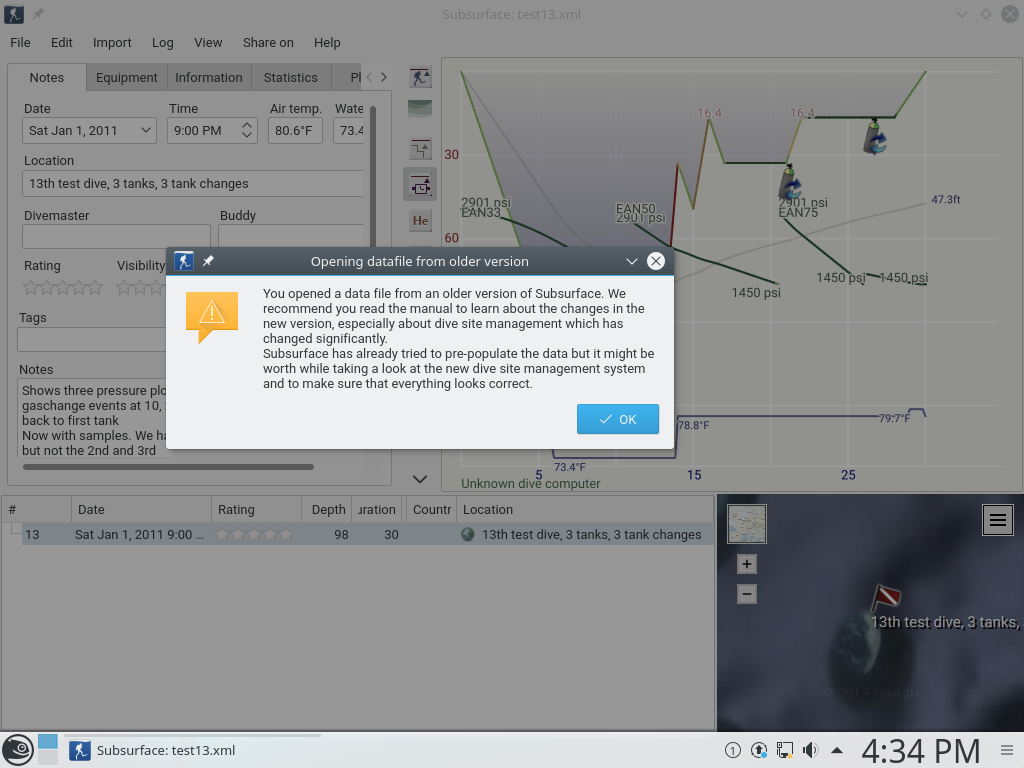 Subsurface: test13.xml
File Edit Import Log View Share on Help
Notes Equipment Information Statistics
Date Time Air temp. Wate
Sat Jan 1, 2011 9:00 PM 80.6°F 73.4
Location
13th test dive, 3 tanks, 3 tank changes
Divemaster Buddy
Rating Visibility
Tags
Notes
Shows three pressure plo
gaschange events at 10,
back to first tank
Now with samples. We ha
but not the 2nd and 3rd
He
16.4 16.4
30
2901 psi
EAN33
EAN50
2901 psi
2901 psi
EAN75
47.3ft
60
1450 psi
1450 psi
1450 psi
78.8°F
79.7°F
73.4°F
5 15 25
Unknown dive computer
Opening datafile from older version
You opened a data file from an older version of Subsurface. We
recommend you read the manual to learn about the changes in the
new version, especially about dive site management which has
changed significantly.
Subsurface has already tried to pre-populate the data but it might be
worth while taking a look at the new dive site management system
and to make sure that everything looks correct.
OK
# Date Rating Depth uration Countr Location
13 Sat Jan 1, 2011 9:00 ... 98 30 13th test dive, 3 tanks, 3 tank changes
+
−
13th test dive, 3 tanks,
© 2017 Google
Subsurface: test13.xml
1
4:34 PM